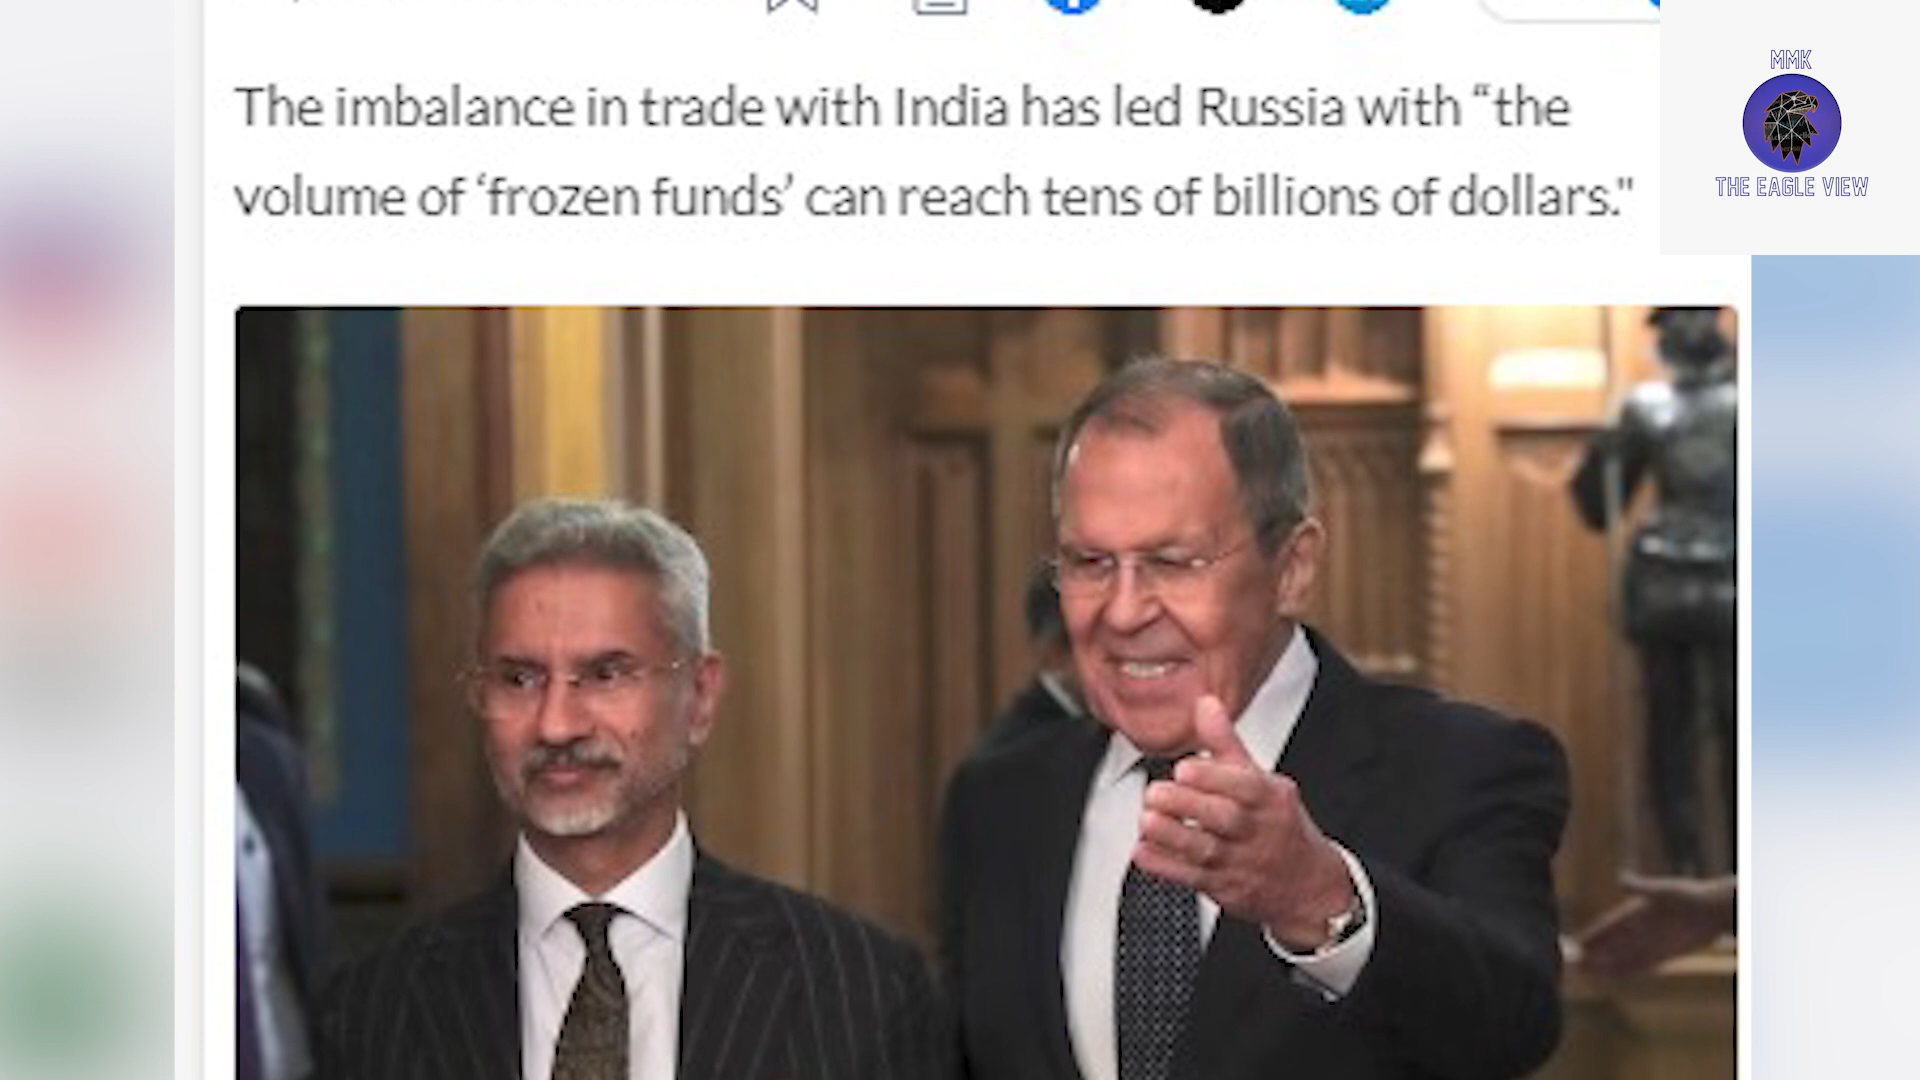 The imbalance in trade with India has led Russia with “the
volume of ‘frozen funds’ can reach tens of billions of dollars."
MMK
THE EAGLE VIEW